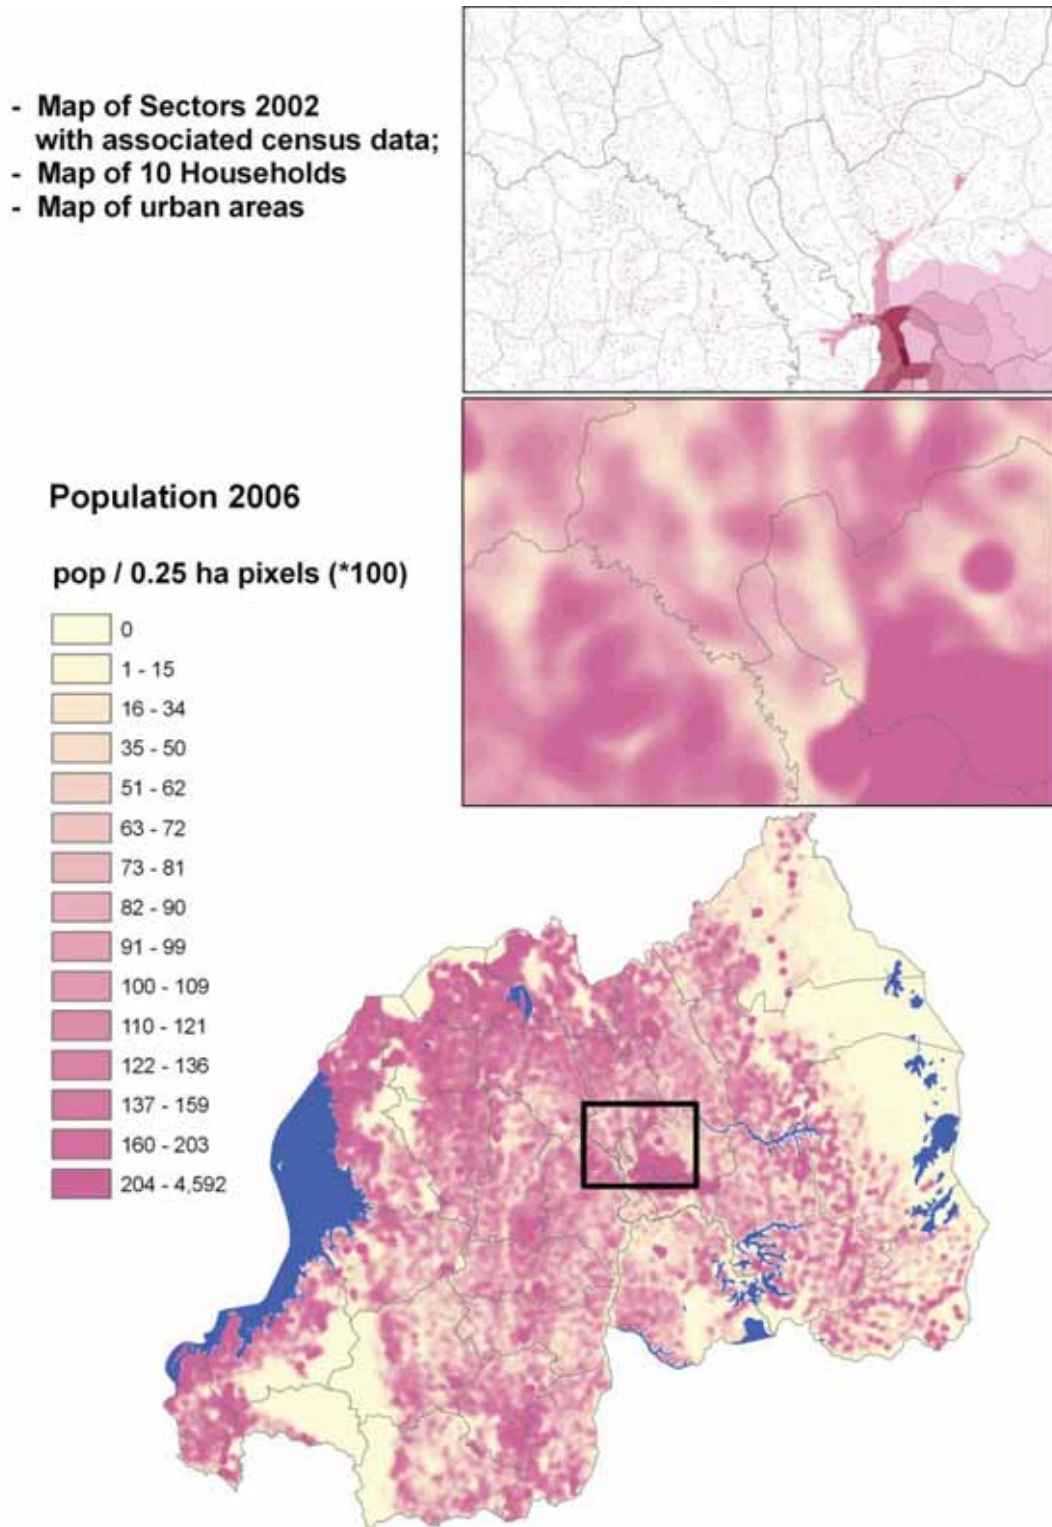 - Map of Sectors 2002
with associated census data;
- Map of 10 Households
- Map of urban areas
Population 2006
pop / 0.25 ha pixels (*100)
0
1 - 15
16 - 34
35 - 50
51 - 62
63 - 72
73 - 81
82 - 90
91 - 99
100 - 109
110 - 121
122 - 136
137 - 159
160 - 203
204 - 4,592